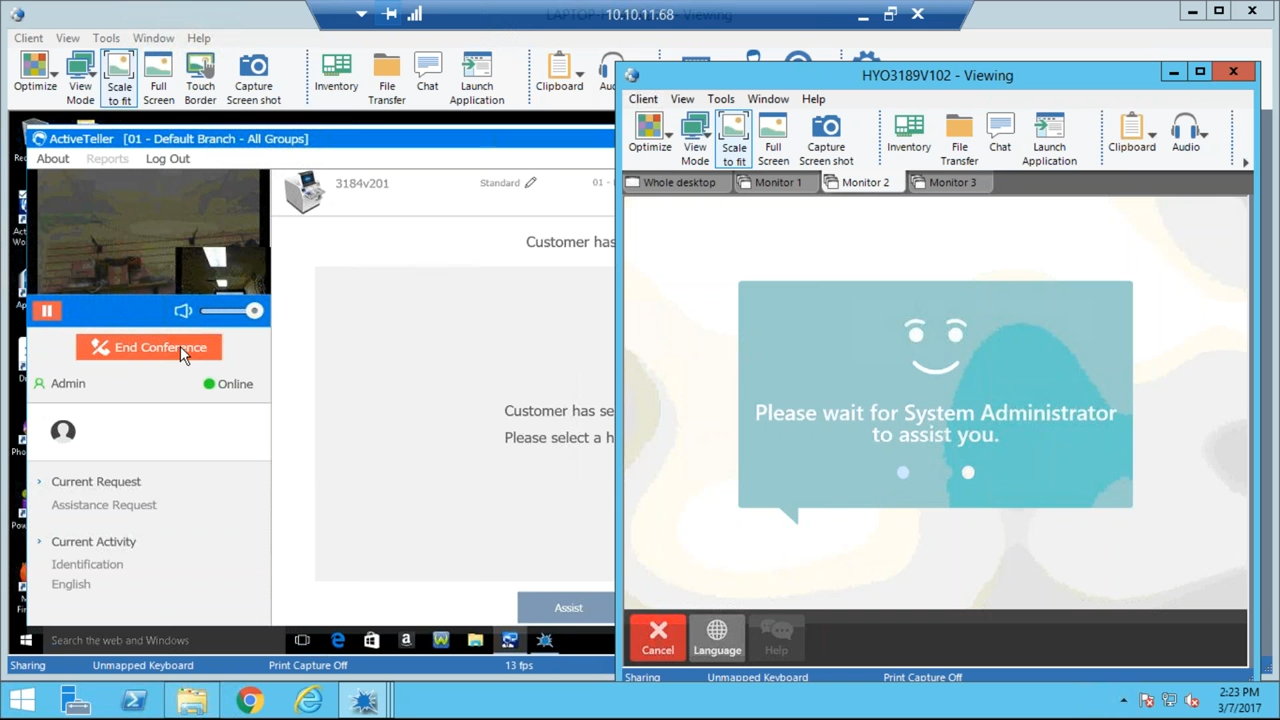 LAPTOP-H
10.10.11.68
- Viewing
Client View Tools Window Help
Optimize
View Mode
Scale to fit
Full Screen
Touch Border
Capture Screen shot
Inventory
File Transfer
Chat
Launch Application
Clipboard
ActiveTeller [01 - Default Branch - All Groups]
About Reports Log Out
3184v201
Standard
01 -
Customer has
End Conference
Admin
Online
Customer has se
Please select a h
Current Request
Assistance Request
Current Activity
Identification
English
Assist
Search the web and Windows
Sharing
Unmapped Keyboard
Print Capture Off
13 fps
HYO3189V102 - Viewing
Client View Tools Window Help
Optimize
View Mode
Scale to fit
Full Screen
Capture Screen shot
Inventory
File Transfer
Chat
Launch Application
Clipboard
Audio
Whole desktop
Monitor 1
Monitor 2
Monitor 3
Please wait for System Administrator
to assist you.
Cancel
Language
Help
Sharing
Unmapped Keyboard
Print Capture Off
2:23 PM
3/7/2017